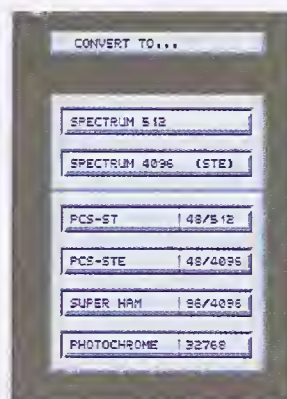 CONVERT TO...
SPECTRUM 512
SPECTRUM 4096 (STE)
PCS-ST | 48/512
PCS-STE | 48/4096
SUPER HAM | 96/4096
PHOTOCHROME | 32768